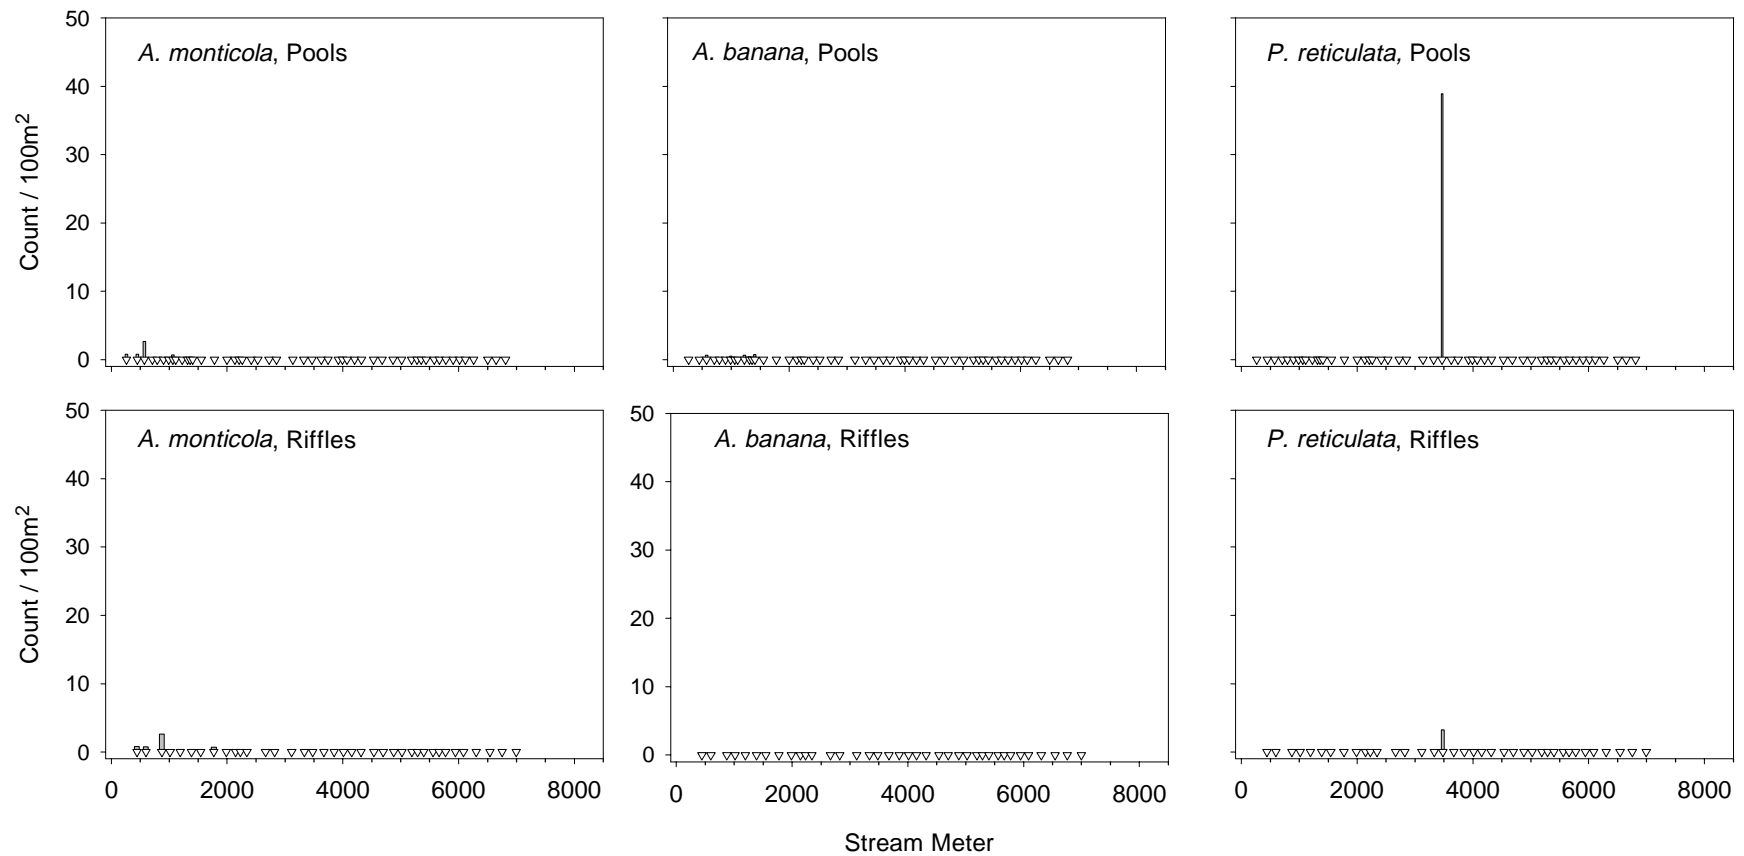 A. monticola, Pools
A. banana, Pools
P. reticulata, Pools
Count / 100m²
50
40
30
20
10
0
A. monticola, Riffles
A. banana, Riffles
P. reticulata, Riffles
Count / 100m²
50
40
30
20
10
0
50
40
30
20
10
0
0 2000 4000 6000 8000
0 2000 4000 6000 8000
0 2000 4000 6000 8000
Stream Meter